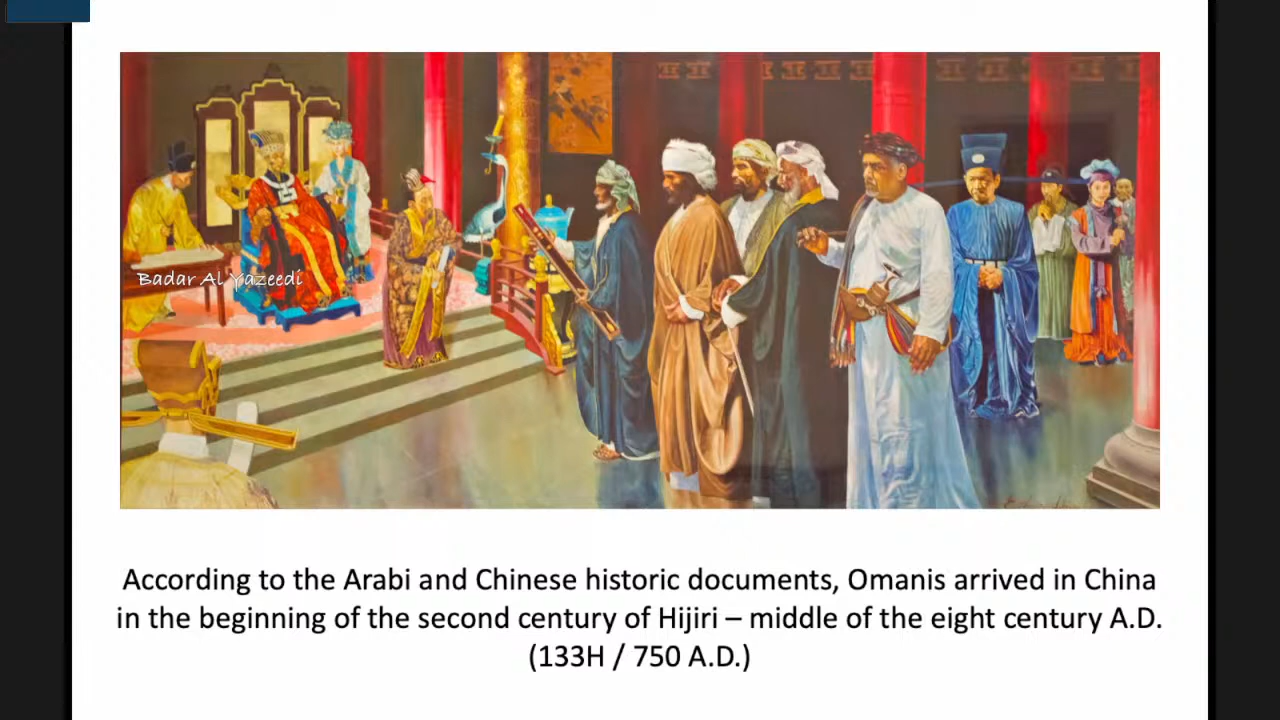 Badar Al Yazeedi
According to the Arabi and Chinese historic documents, Omanis arrived in China
in the beginning of the second century of Hijiri – middle of the eight century A.D.
(133H / 750 A.D.)